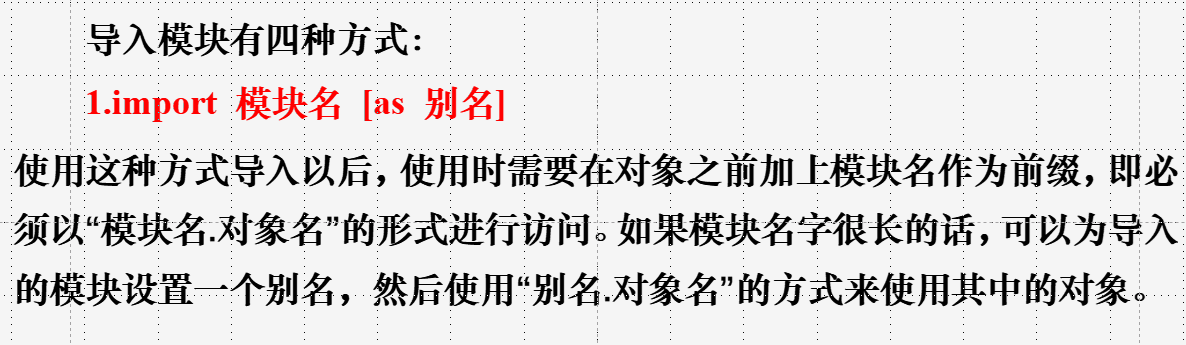 导入模块有四种方式：
1.import 模块名 [as 别名]
使用这种方式导入以后，使用时需要在对象之前加上模块名作为前缀，即必
须以“模块名.对象名”的形式进行访问。如果模块名字很长的话，可以为导入
的模块设置一个别名，然后使用“别名.对象名”的方式来使用其中的对象。